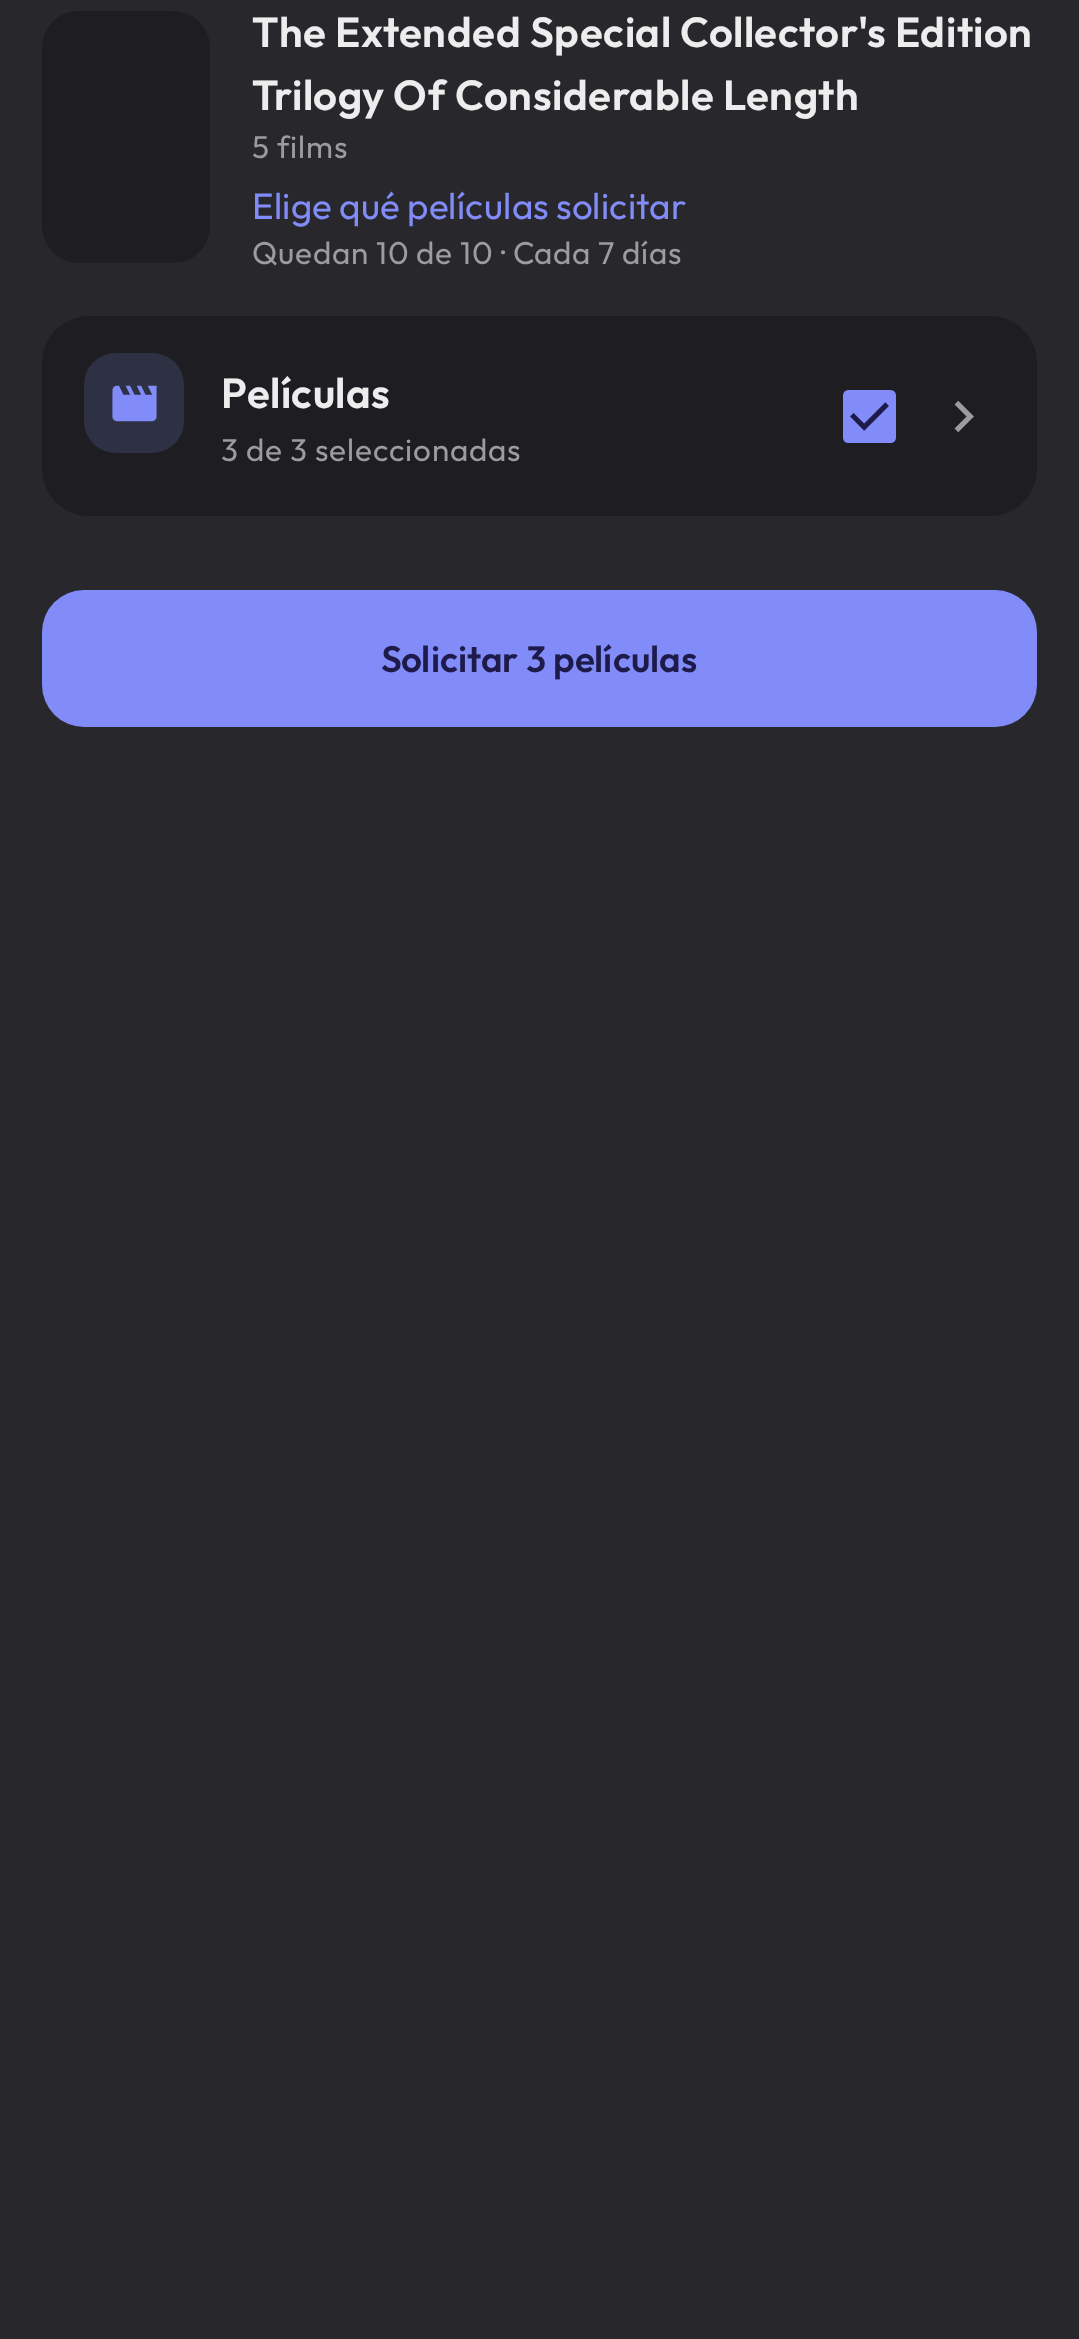 The Extended Special Collector's Edition
Trilogy Of Considerable Length
5 films
Elige qué películas solicitar
Quedan 10 de 10 · Cada 7 días
Películas
3 de 3 seleccionadas
Solicitar 3 películas